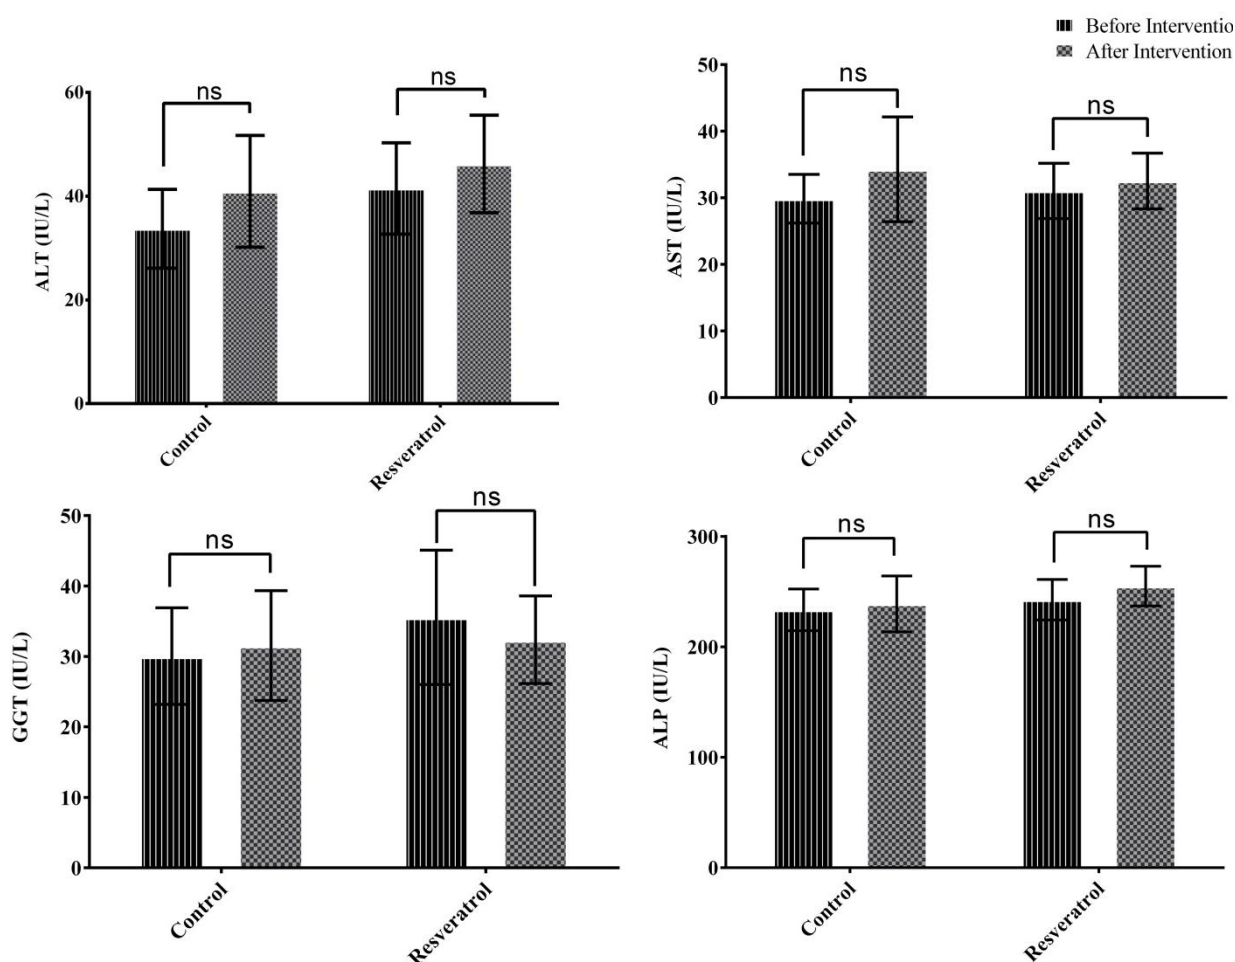 Before Interventio
After Intervention
ns
ns
60
40
20
0
ALT (IU/L)
Control
Resveratrol
ns
ns
50
40
30
20
10
0
AST (IU/L)
Control
Resveratrol
ns
ns
50
40
30
20
10
0
GGT (IU/L)
Control
Resveratrol
ns
ns
300
200
100
0
ALP (IU/L)
Control
Resveratrol